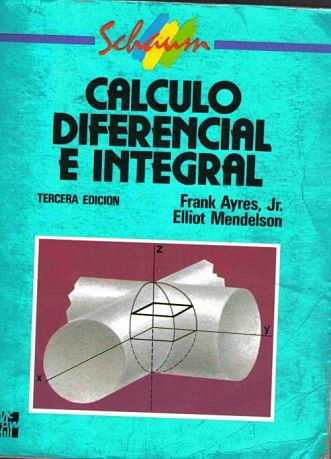 Schaum
CALCULO
DIFERENCIAL
E INTEGRAL
TERCERA EDICION
Frank Ayres, Jr.
Elliot Mendelson
z
y
x